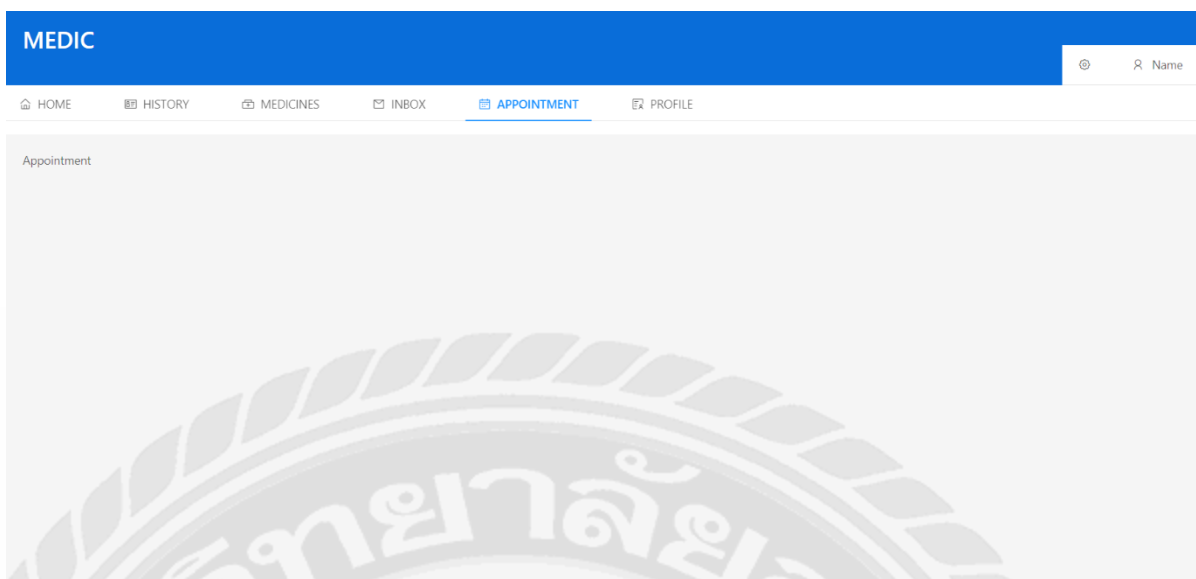 MEDIC
Name
HOME HISTORY MEDICINES INBOX APPOINTMENT PROFILE
Appointment